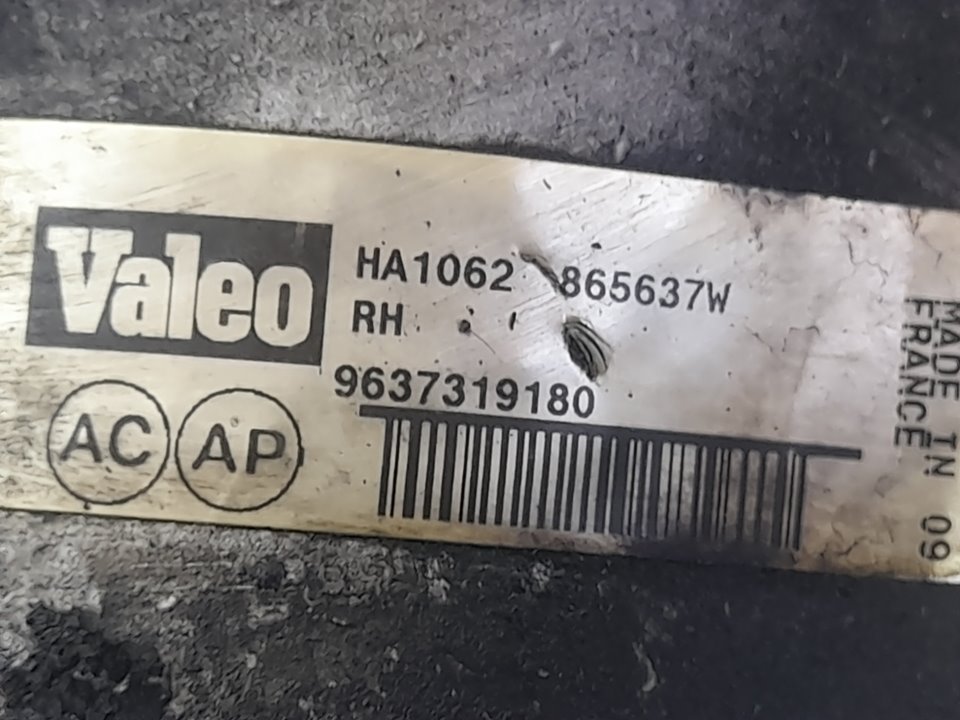 Valeo
HA1062 865637W
RH
9637319180
AC AP
MADE IN 09
FRANCE